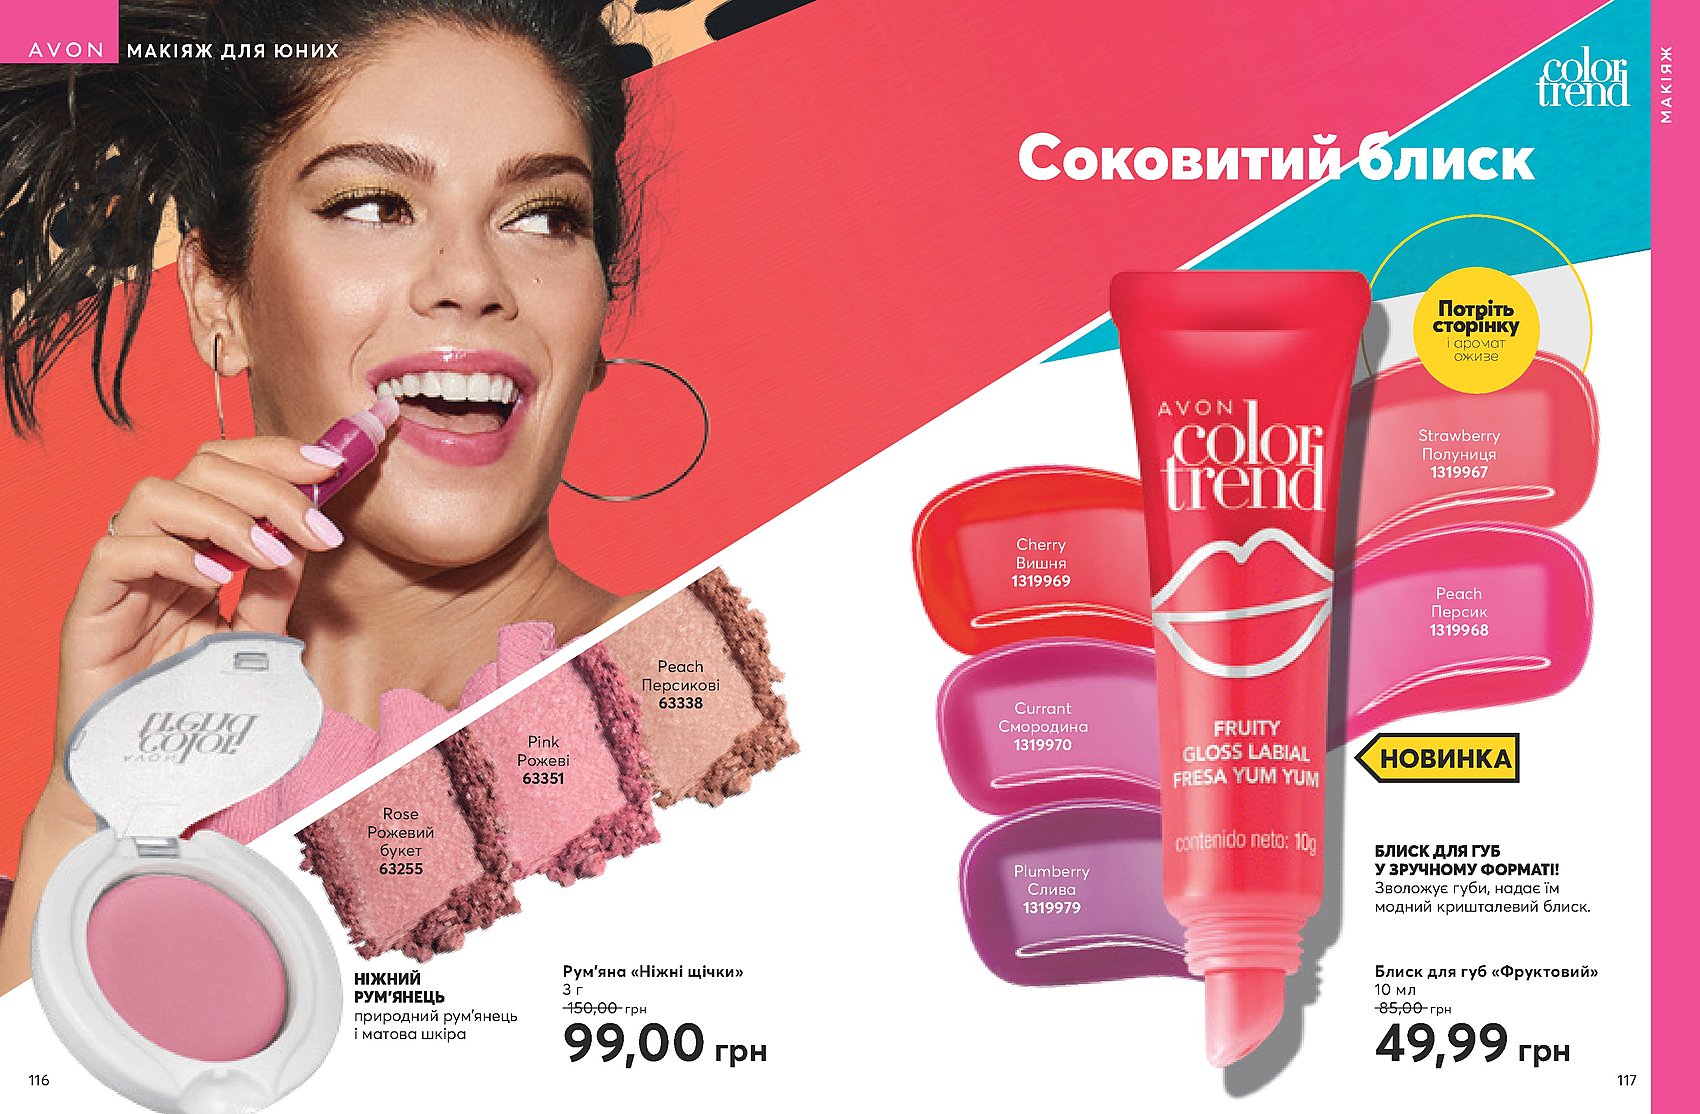 AVON МАКІЯЖ ДЛЯ ЮНИХ
color
trend
МАКІЯЖ
Соковитий блиск
Потріть
сторінку
і аромат
оживе
AVON
color
trend
FRUITY
GLOSS LABIAL
FRESA YUM YUM
contenido neto: 10g
Strawberry
Полуниця
1319967
Cherry
Вишня
1319969
Peach
Персик
1319968
Currant
Смородина
1319970
Plumberry
Слива
1319979
НОВИНКА
БЛИСК ДЛЯ ГУБ
У ЗРУЧНОМУ ФОРМАТІ!
Зволожує губи, надає їм
модний кришталевий блиск.
Блиск для губ «Фруктовий»
10 мл
85,00 грн
49,99 грн
117
Peach
Персикові
63338
Pink
Рожеві
63351
Rose
Рожевий
букет
63255
trend
color
AVON
НІЖНИЙ
РУМ'ЯНЕЦЬ
природний рум'янець
і матова шкіра
Рум'яна «Ніжні щічки»
3 г
150,00 грн
99,00 грн
116